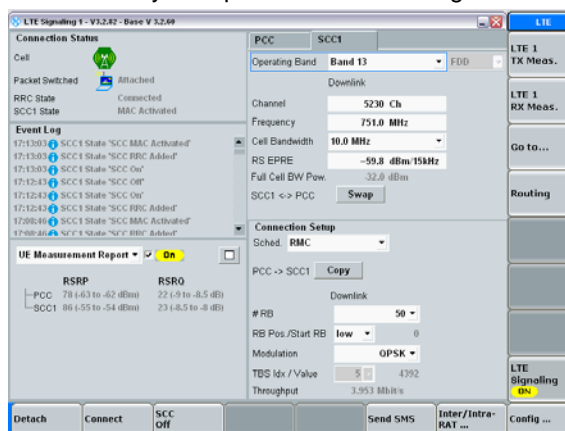 LTE Signaling 1 - V3.2.82 - Base V 3.2.60
LTE
Connection Status
Cell
Packet Switched Attached
RRC State Connected
SCC1 State MAC Activated
Event Log
17:13:03 SCC1 State 'SCC MAC Activated'
17:13:03 SCC1 State 'SCC RRC Added'
17:13:03 SCC1 State 'SCC On'
17:12:43 SCC1 State 'SCC Off'
17:12:43 SCC1 State 'SCC On'
17:12:43 SCC1 State 'SCC RRC Added'
17:08:46 SCC1 State 'SCC MAC Activated'
17:08:46 SCC1 State 'SCC RRC Added'
UE Measurement Report On
RSRP RSRQ
PCC 78 (-63 to -62 dBm) 22 (-9 to -8.5 dB)
SCC1 86 (-55 to -54 dBm) 23 (-8.5 to -8 dB)
PCC SCC1
Operating Band Band 13 FDD
Downlink
Channel 5230 Ch
Frequency 751.0 MHz
Cell Bandwidth 10.0 MHz
RS EPRE -59.8 dBm/15kHz
Full Cell BW Pow. -32.0 dBm
SCC1 <-> PCC Swap
Connection Setup
Sched. RMC
PCC -> SCC1 Copy
Downlink
# RB 50
RB Pos./Start RB low 0
Modulation QPSK
TBS Idx / Value 5 4392
Throughput 3.953 Mbit/s
LTE 1
TX Meas.
LTE 1
RX Meas.
Go to...
Routing
LTE
Signaling
ON
Detach
Connect
SCC
Off
Send SMS
Inter/Intra-
RAT ...
Config ...